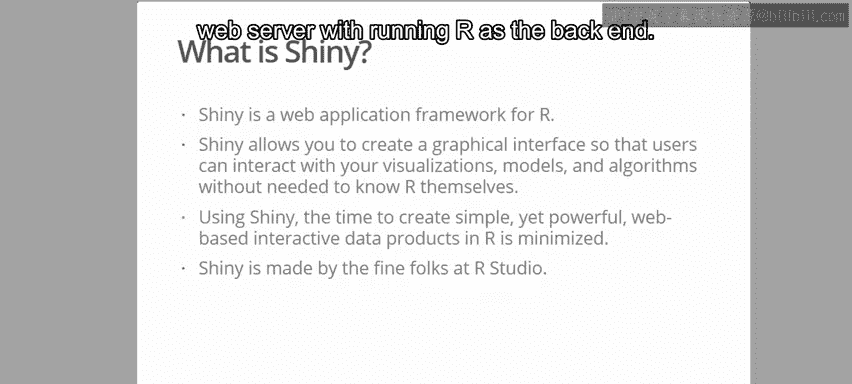 web server with running R as the back end.
What is Shiny?
· Shiny is a web application framework for R.
· Shiny allows you to create a graphical interface so that users
can interact with your visualizations, models, and algorithms
without needed to know R themselves.
· Using Shiny, the time to create simple, yet powerful, web-
based interactive data products in R is minimized.
· Shiny is made by the fine folks at R Studio.